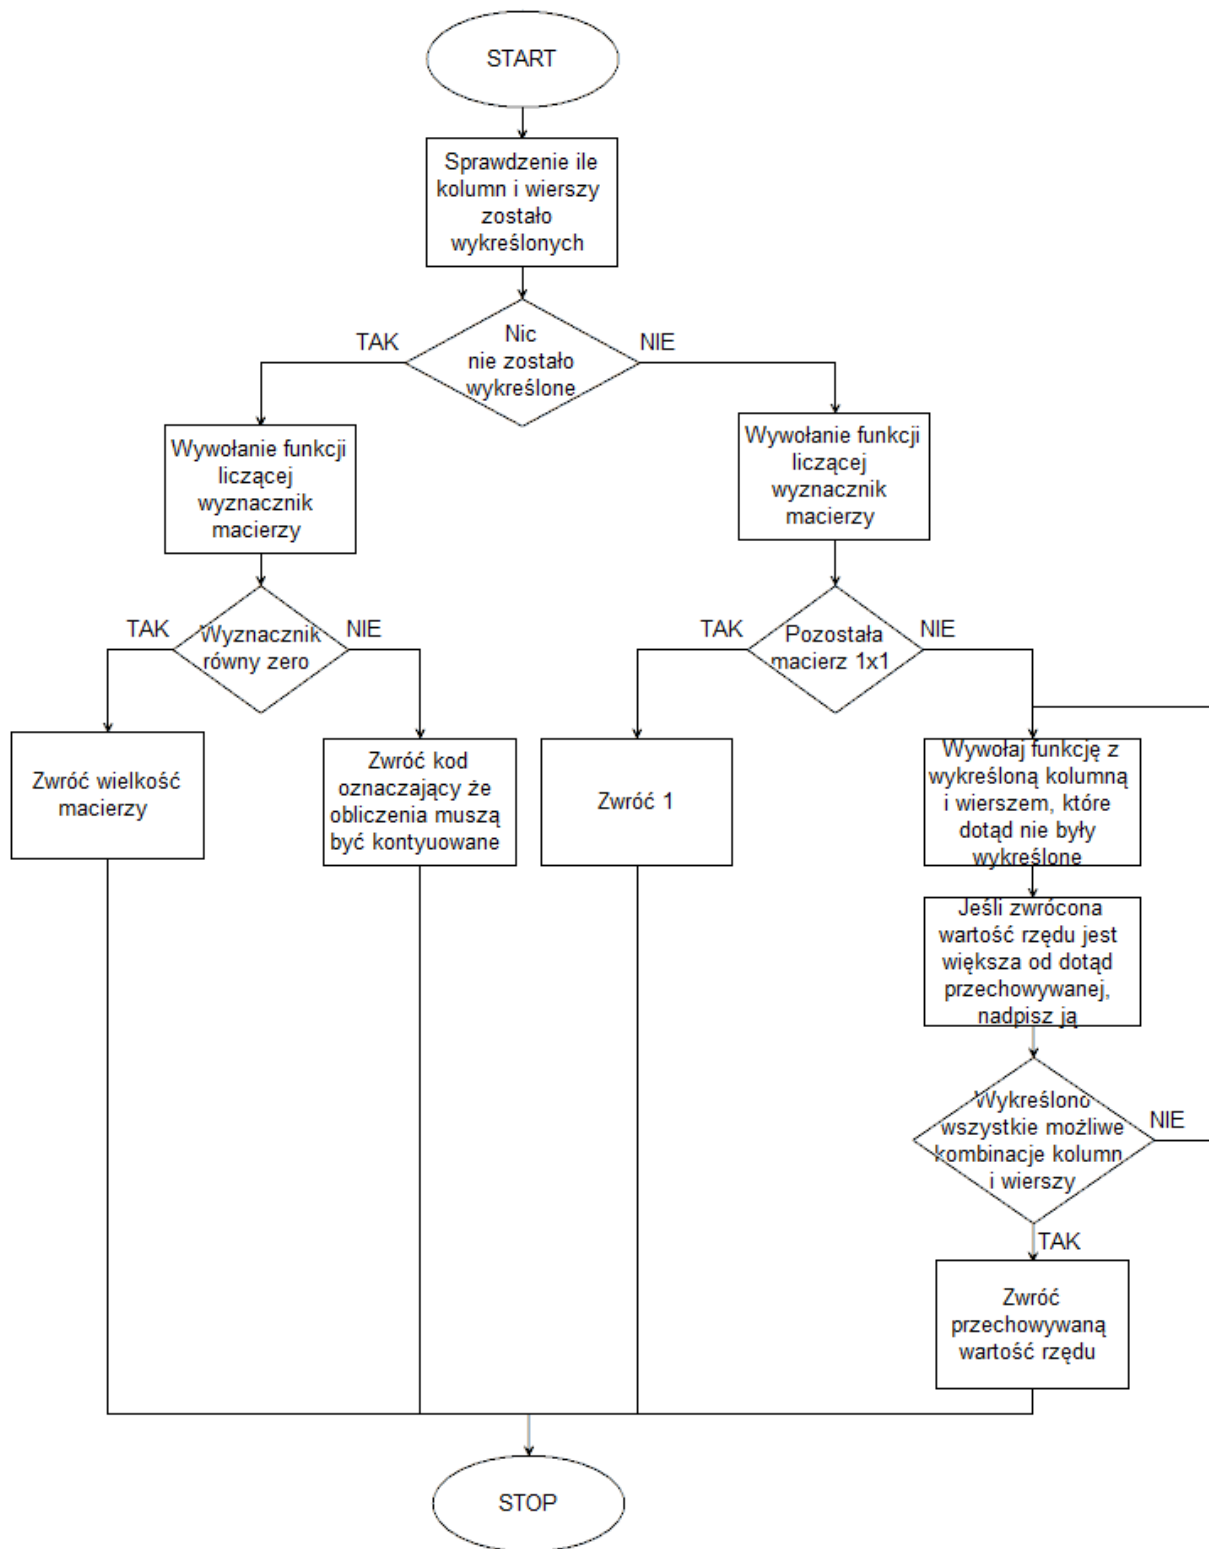 START
Sprawdzenie ile
kolumn i wierszy
zostało
wykreślonych
TAK
Nic
nie zostało
wykreślone
NIE
Wywołanie funkcji
liczącej
wyznacznik
macierzy
Wywołanie funkcji
liczącej
wyznacznik
macierzy
TAK
Wyznacznik
równy zero
NIE
TAK
Pozostała
macierz 1x1
NIE
Zwróć wielkość
macierzy
Zwróć kod
oznaczający że
obliczenia muszą
być kontyuowane
Zwróć 1
Wywołaj funkcję z
wykreśloną kolumną
i wierszem, które
dotąd nie były
wykreślone
Jeśli zwrócona
wartość rzędu jest
większa od dotąd
przechowywanej,
nadpisz ją
Wykreślono
wszystkie możliwe
kombinacje kolumn
i wierszy
NIE
TAK
Zwróć
przechowywaną
wartość rzędu
STOP